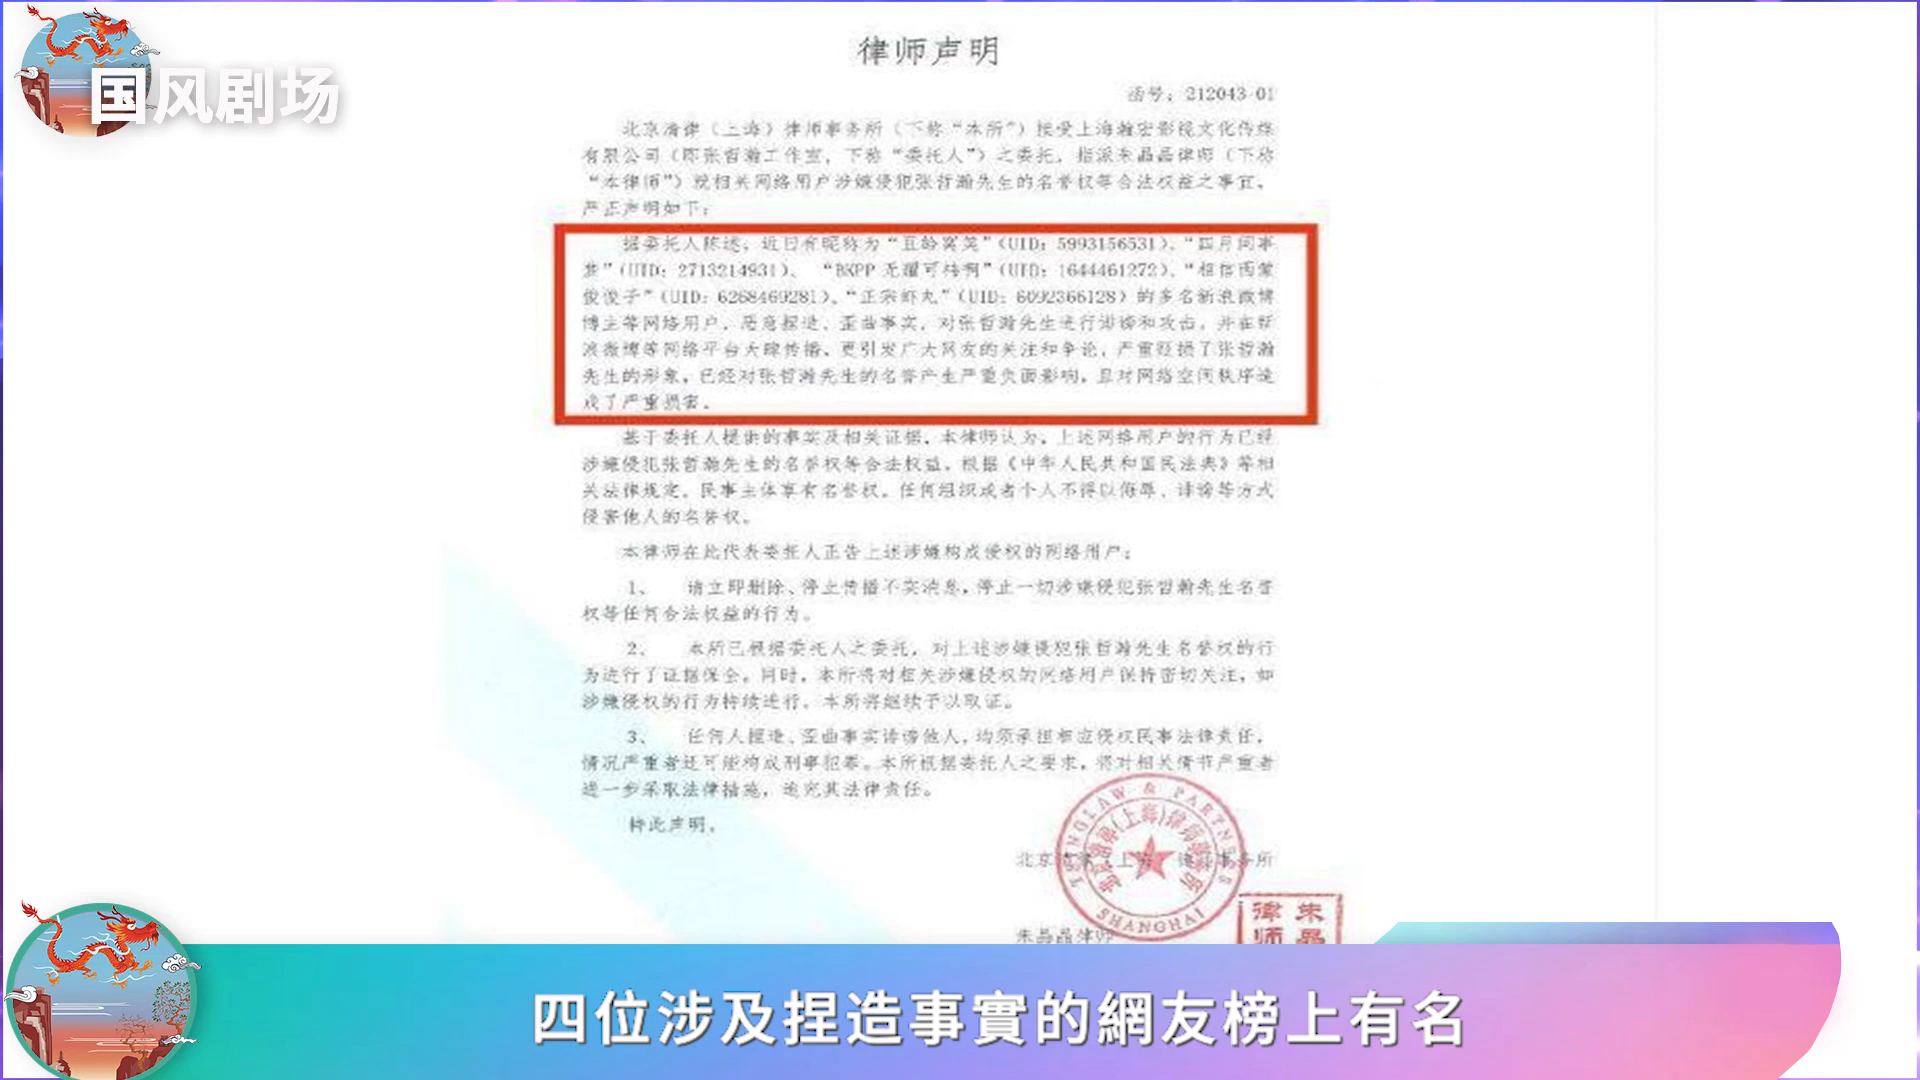 国风剧场
律师声明
函号：212043-01
北京清律（上海）律师事务所（下称“本所”）接受上海瀚宏影视文化传媒
有限公司（即张哲瀚工作室，下称“委托人”）之委托，指派朱晶晶律师（下称
“本律师”）就相关网络用户涉嫌侵犯张哲瀚先生的名誉权等合法权益之事宜，
严正声明如下：
据委托人陈述，近日有昵称为“豆龄窝笑”（UID：5993156531）、“四月间事
”（UID：2713214931）、“BKPP 无糖可待啊”（UID：1644461272）、“相信西蒙
俊俊子”（UID：6268469281）、“正宗虾丸”（UID：6092366128）的多名新浪微博
博主等网络用户，恶意捏造、歪曲事实，对张哲瀚先生进行诽谤和攻击，并在新
浪微博等网络平台大肆传播，更引发广大网友的关注和争论，严重贬损了张哲瀚
先生的形象，已经对张哲瀚先生的名誉产生严重负面影响，且对网络空间秩序造
成了严重损害。
基于委托人提供的事实及相关证据，本律师认为，上述网络用户的行为已经
涉嫌侵犯张哲瀚先生的名誉权等合法权益，根据《中华人民共和国民法典》等相
关法律规定，民事主体享有名誉权，任何组织或者个人不得以侮辱、诽谤等方式
侵害他人的名誉权。
本律师在此代表委托人正告上述涉嫌构成侵权的网络用户：
1、 请立即删除、停止传播不实消息，停止一切涉嫌侵犯张哲瀚先生名誉
权等任何合法权益的行为。
2、 本所已根据委托人之委托，对上述涉嫌侵犯张哲瀚先生名誉权的行
为进行了证据保全。同时，本所将对相关涉嫌侵权的网络用户保持密切关注，如
涉嫌侵权的行为持续进行，本所将继续予以取证。
3、 任何人捏造、歪曲事实诽谤他人，均须承担相应侵权民事法律责任，
情况严重者还可能构成刑事犯罪。本所根据委托人之要求，将对相关情节严重者
进一步采取法律措施，追究其法律责任。
特此声明。
北京清律（上海）律师事务所
TSINGLAW & PARTNERS
SHANGHAI
朱晶晶律师
四位涉及捏造事實的網友榜上有名